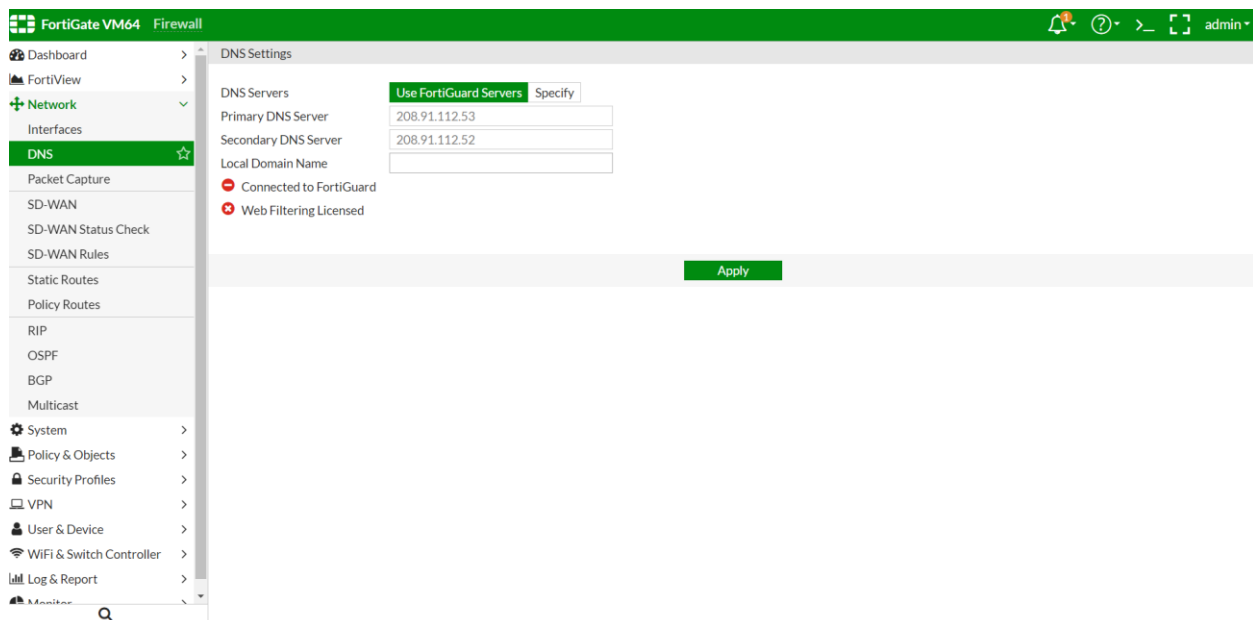 FortiGate VM64 Firewall
1
>_
admin
Dashboard
FortiView
Network
Interfaces
DNS
Packet Capture
SD-WAN
SD-WAN Status Check
SD-WAN Rules
Static Routes
Policy Routes
RIP
OSPF
BGP
Multicast
System
Policy & Objects
Security Profiles
VPN
User & Device
WiFi & Switch Controller
Log & Report
Monitor
DNS Settings
DNS Servers Use FortiGuard Servers Specify
Primary DNS Server 208.91.112.53
Secondary DNS Server 208.91.112.52
Local Domain Name
Connected to FortiGuard
Web Filtering Licensed
Apply